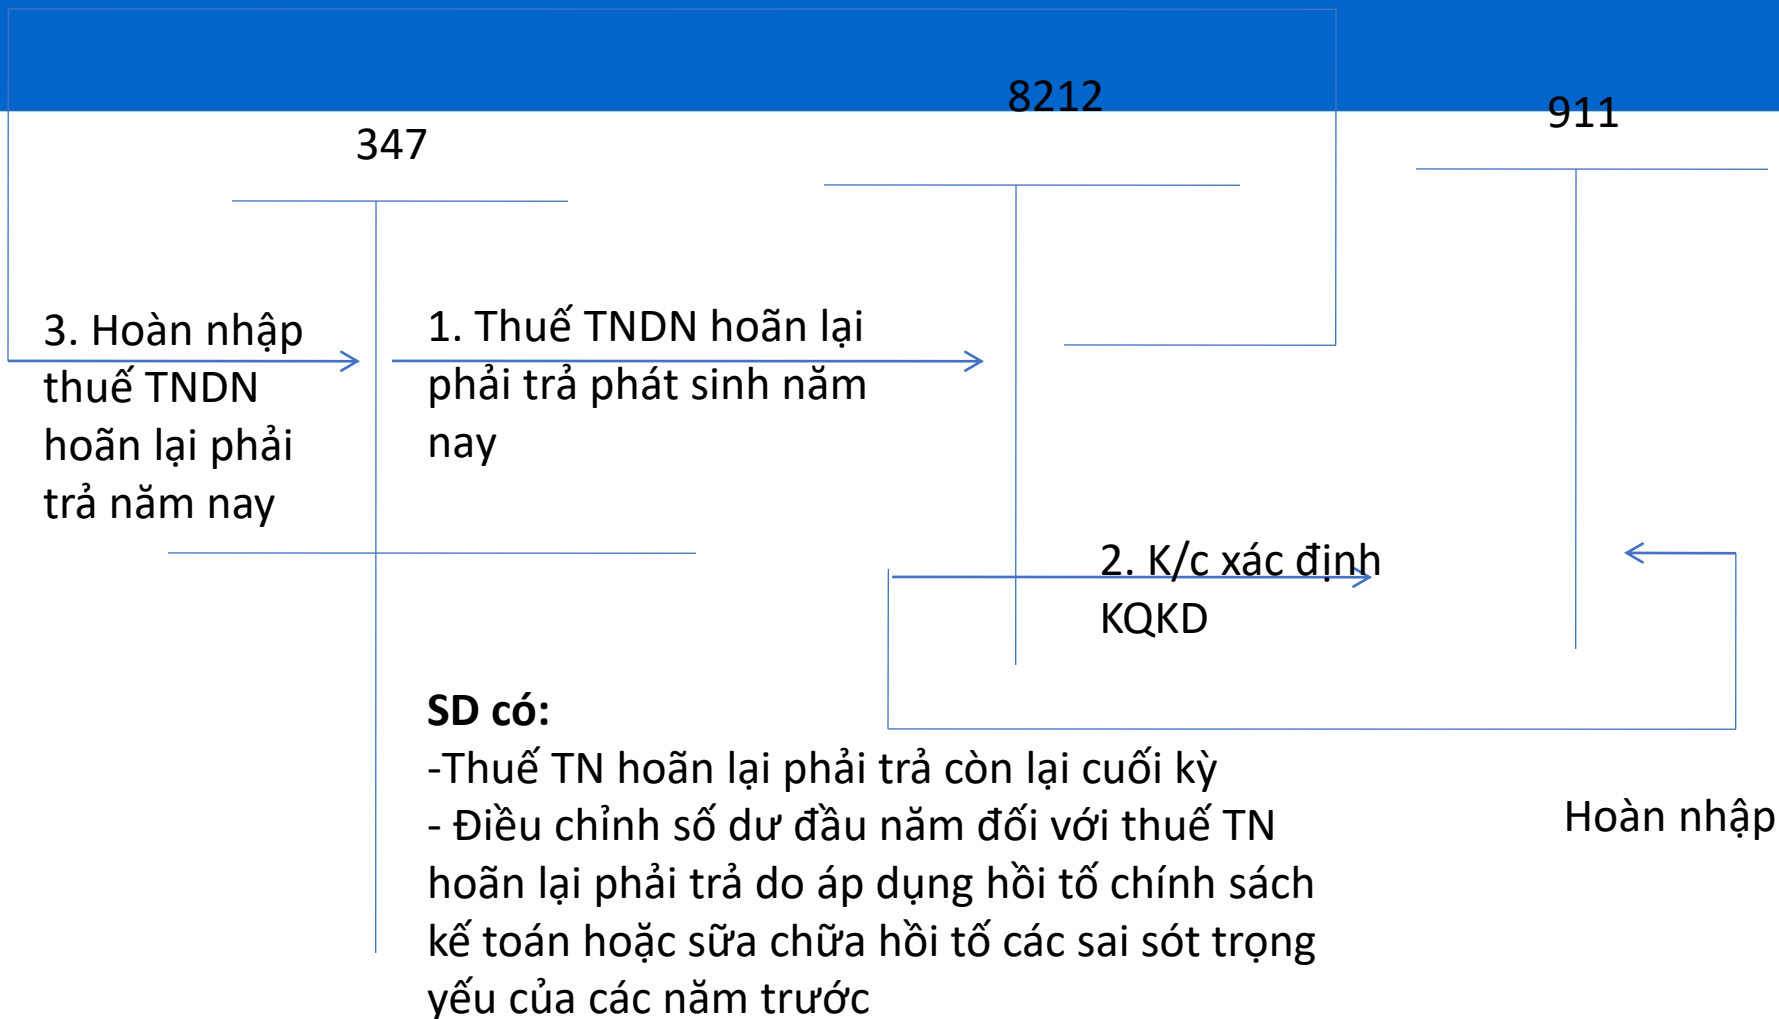 8212
911
347
3. Hoàn nhập
thuế TNDN
hoãn lại phải
trả năm nay
1. Thuế TNDN hoãn lại
phải trả phát sinh năm
nay
2. K/c xác định
KQKD
SD có:
-Thuế TN hoãn lại phải trả còn lại cuối kỳ
- Điều chỉnh số dư đầu năm đối với thuế TN
hoãn lại phải trả do áp dụng hồi tố chính sách
kế toán hoặc sữa chữa hồi tố các sai sót trọng
yếu của các năm trước
Hoàn nhập